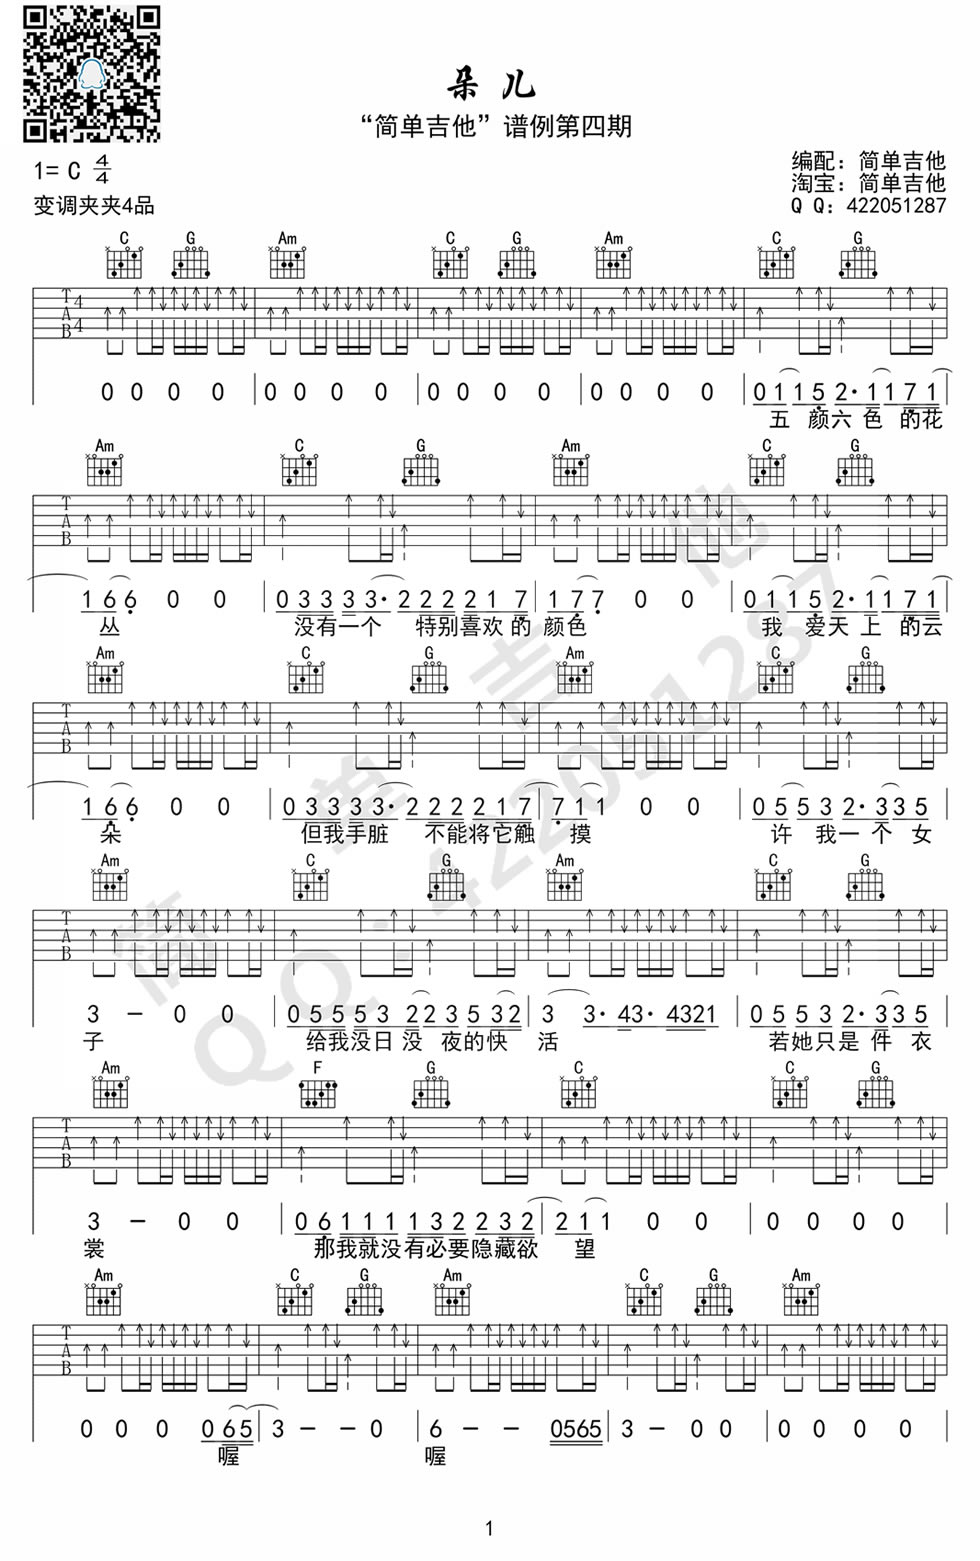 朵儿
“简单吉他”谱例第四期
1= C 4/4
变调夹夹4品
编配：简单吉他
淘宝：简单吉他
Q Q：422051287
C G Am C G Am C G
T A B 4 4
0 0 0 0 | 0 0 0 0 | 0 0 0 0 | 0 0 0 0 | 0 1 1 5 2· 1 1 7 1
五 颜六 色 的花
Am C G Am C G
T A B
1 6 6 0 0 | 0 3 3 3 3· 2 2 2 2 1 7 | 1 7 7 0 0 | 0 1 1 5 2· 1 1 7 1
丛 没有一个 特别喜欢的 颜色 我 爱天 上 的云
Am C G Am C G
T A B
1 6 6 0 0 | 0 3 3 3 3· 2 2 2 2 1 7 | 7· 1 1 0 0 | 0 5 5 3 2· 3 3 5
朵 但我手脏 不能将它触 摸 许 我一 个 女
Am C G Am C G
T A B
3 – 0 0 | 0 5 5 5 5 3 2 2 3 5 3 2 | 3 3· 4 3· 4 3 2 1 | 0 5 5 3 2· 3 3 5
子 给我没日 没 夜的快 活 若她只是 件 衣
Am F G C C G
T A B
3 – 0 0 | 0 6 1 1 1 1 3 2 2 3 2 | 2 1 1 0 0 | 0 0 0 0
裳 那我就没有必要隐藏欲 望
Am C G Am C G Am
T A B
0 0 0 0 6 5 | 3 – – 0 | 6 – – 0 5 6 5 | 3 – 0 0 | 0 0 0 0
喔 喔
简单吉他
QQ：422051287
1